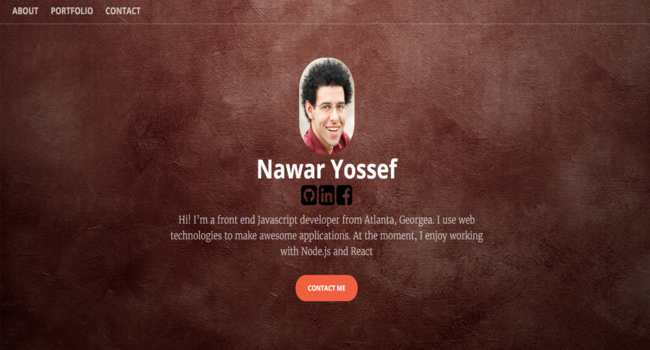 ABOUT PORTFOLIO CONTACT
Nawar Yossef
in f
Hi! I'm a front end Javascript developer from Atlanta, Georgea. I use web
technologies to make awesome applications. At the moment, I enjoy working
with Node.js and React
CONTACT ME